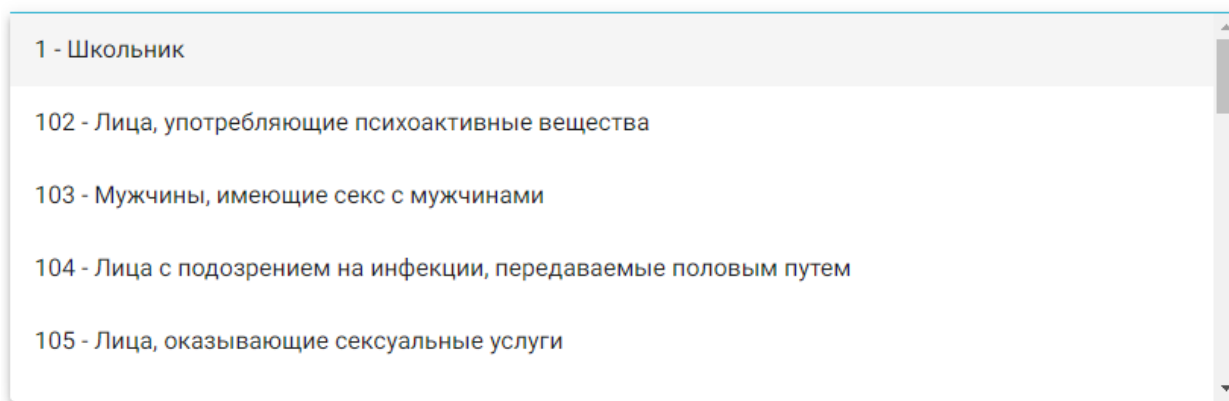 1 - Школьник
102 - Лица, употребляющие психоактивные вещества
103 - Мужчины, имеющие секс с мужчинами
104 - Лица с подозрением на инфекции, передаваемые половым путем
105 - Лица, оказывающие сексуальные услуги